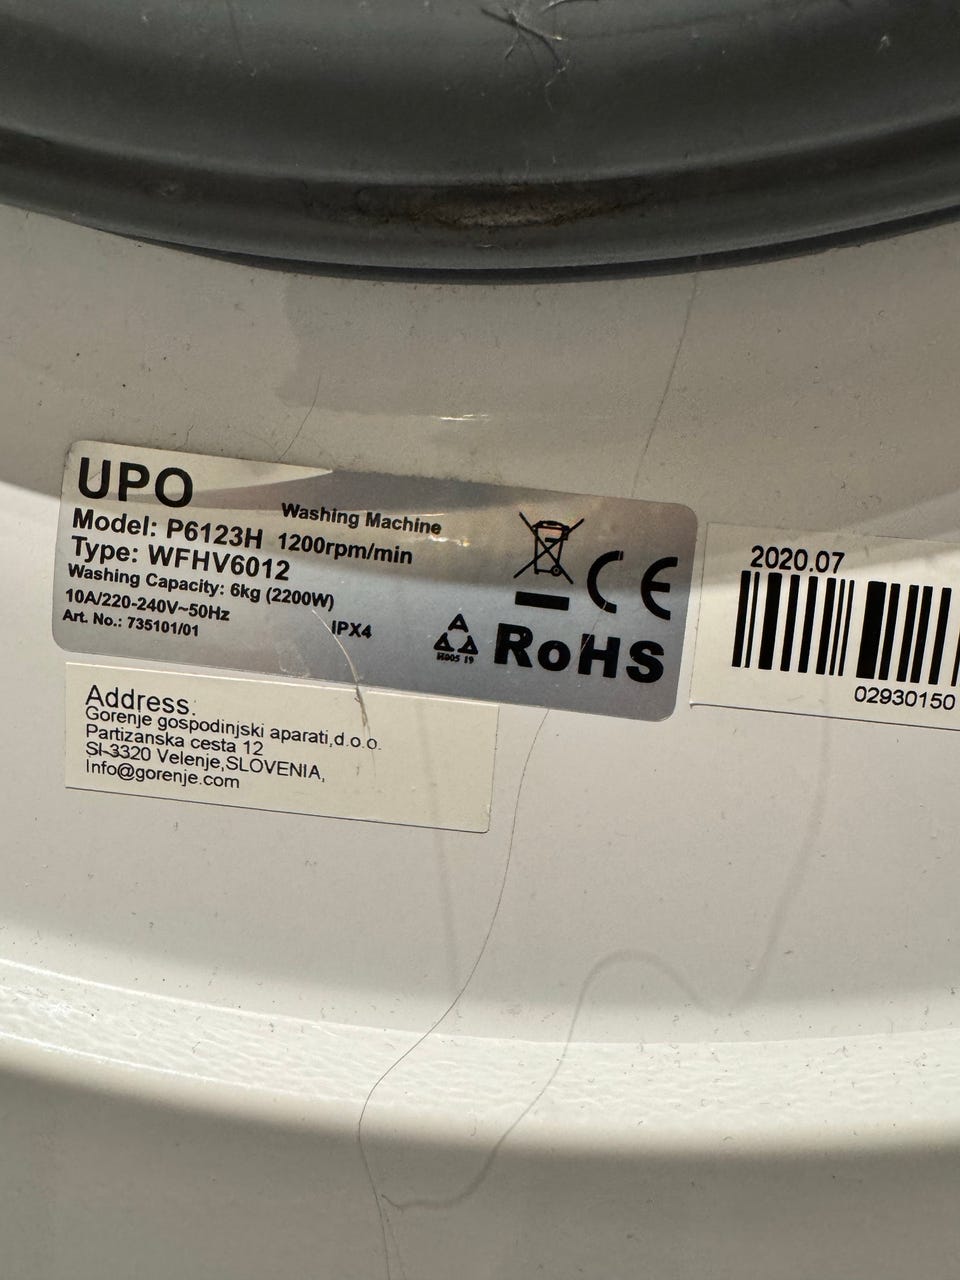 UPO
Washing Machine
Model: P6123H 1200rpm/min
Type: WFHV6012
Washing Capacity: 6kg (2200W)
10A/220-240V~50Hz
IPX4
Art. No.: 735101/01
CE
RoHS
2020.07
02930150
Address:
Gorenje gospodinjski aparati,d.o.o.
Partizanska cesta 12
SI-3320 Velenje,SLOVENIA,
Info@gorenje.com